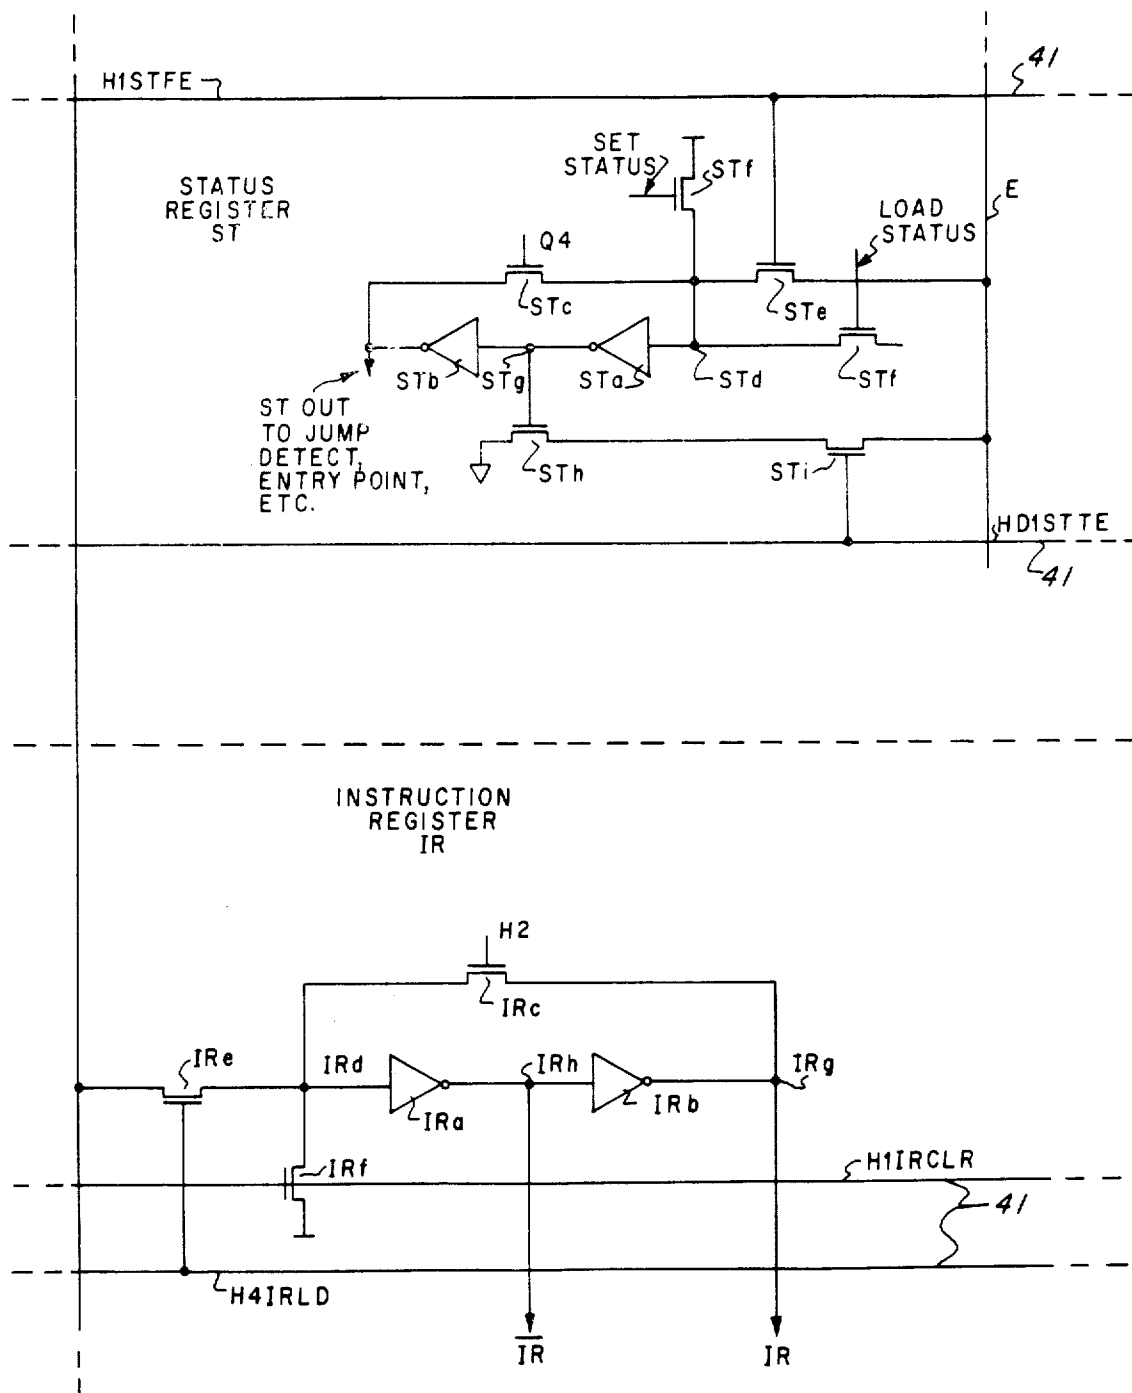 H1STFE
41
SET
STATUS
STf
STATUS
REGISTER
ST
E
LOAD
STATUS
Q4
STc
STe
STb
STg
STa
STd
STf
ST OUT
TO JUMP
DETECT,
ENTRY POINT,
ETC.
STh
STi
HD1STTE
41
INSTRUCTION
REGISTER
IR
H2
IRc
IRe
IRd
IRh
IRg
IRa
IRb
IRf
H1IRCLR
41
H4IRLD
IR
IR